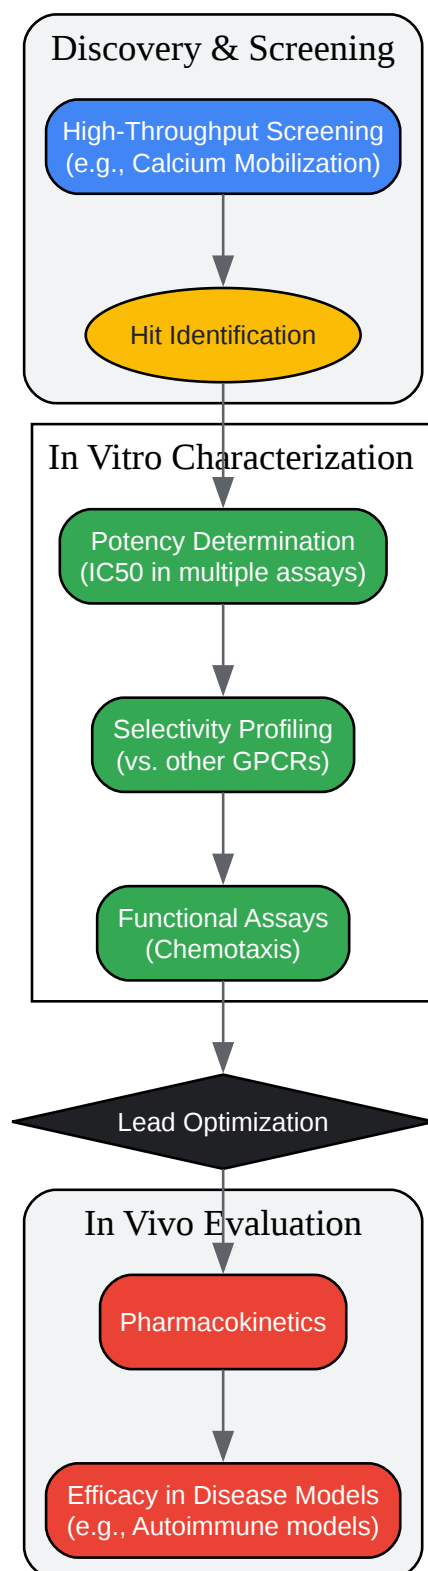 Discovery & Screening
High-Throughput Screening
(e.g., Calcium Mobilization)
Hit Identification
In Vitro Characterization
Potency Determination
(IC50 in multiple assays)
Selectivity Profiling
(vs. other GPCRs)
Functional Assays
(Chemotaxis)
Lead Optimization
In Vivo Evaluation
Pharmacokinetics
Efficacy in Disease Models
(e.g., Autoimmune models)